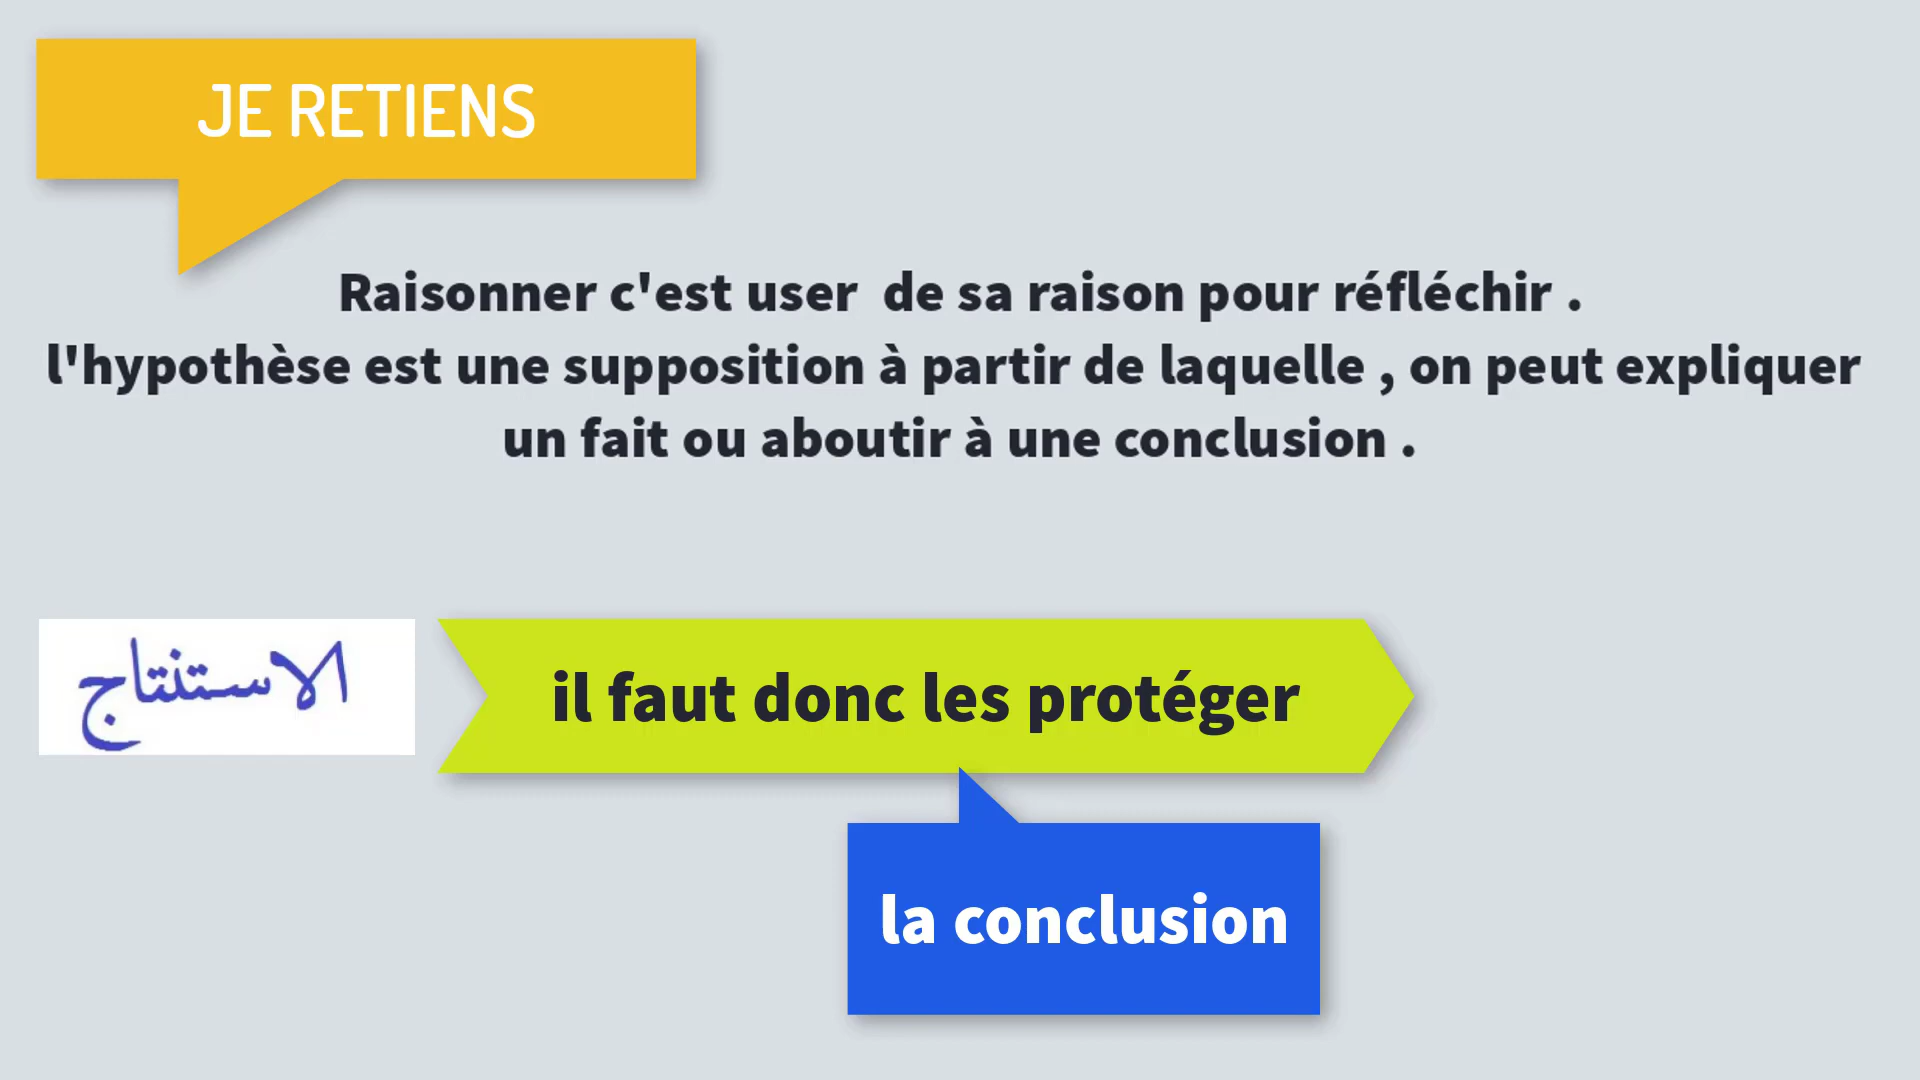 JE RETIENS
Raisonner c'est user de sa raison pour réfléchir .
l'hypothèse est une supposition à partir de laquelle , on peut expliquer
un fait ou aboutir à une conclusion .
الاستنتاج
il faut donc les protéger
la conclusion